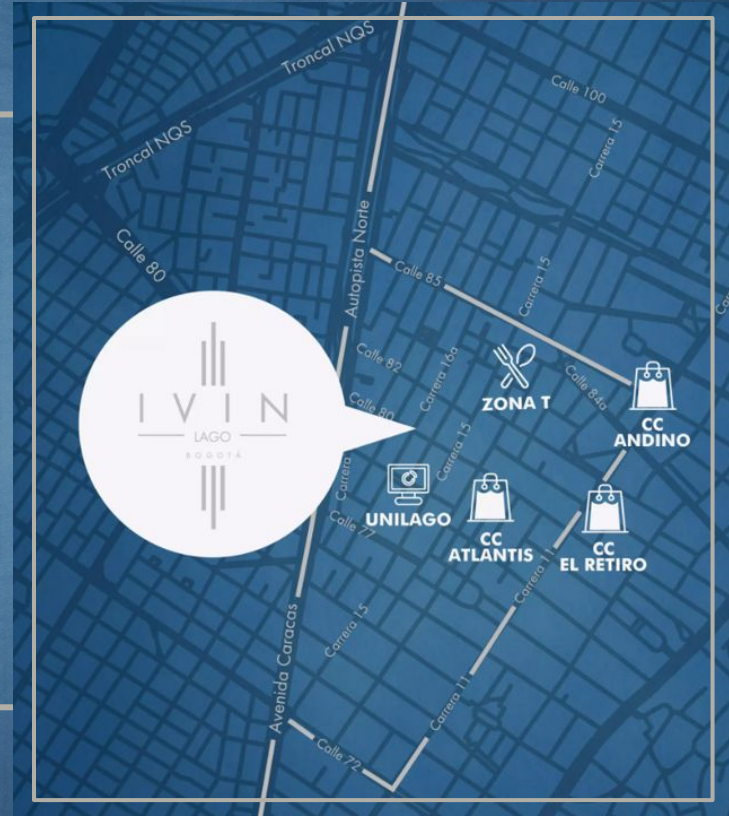 Troncal NQS
Troncal NQS
Calle 100
Carrera 15
Calle 80
Autopista Norte
Calle 85
Carrera 15
Calle 82
Carrera 16a
ZONA T
Calle 84a
CC
ANDINO
IVIN
LAGO
BOGOTÁ
Calle 80
Carrera 15
Carrera
UNILAGO
CC
ATLANTIS
CC
EL RETIRO
Calle 77
Carrera 11
Carrera 15
Avenida Caracas
Carrera 11
Calle 72